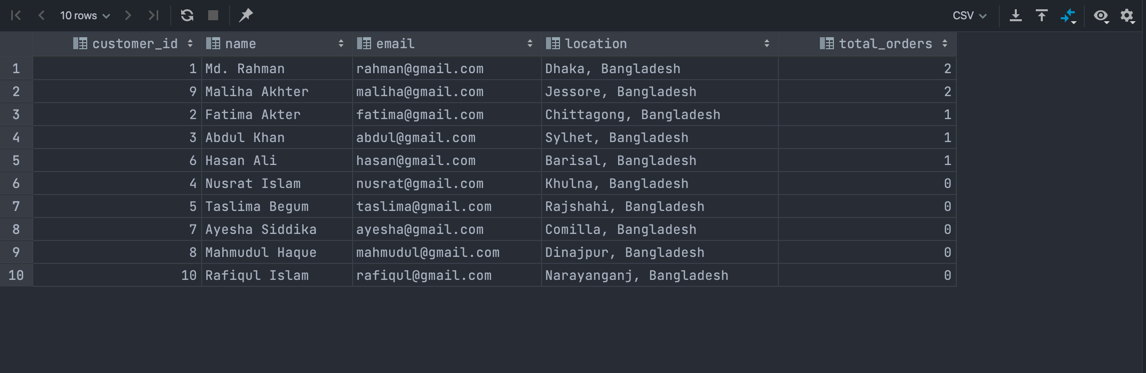 10 rows CSV
customer_id name email location total_orders
1 1 Md. Rahman rahman@gmail.com Dhaka, Bangladesh 2
2 9 Maliha Akhter maliha@gmail.com Jessore, Bangladesh 2
3 2 Fatima Akter fatima@gmail.com Chittagong, Bangladesh 1
4 3 Abdul Khan abdul@gmail.com Sylhet, Bangladesh 1
5 6 Hasan Ali hasan@gmail.com Barisal, Bangladesh 1
6 4 Nusrat Islam nusrat@gmail.com Khulna, Bangladesh 0
7 5 Taslima Begum taslima@gmail.com Rajshahi, Bangladesh 0
8 7 Ayesha Siddika ayesha@gmail.com Comilla, Bangladesh 0
9 8 Mahmudul Haque mahmudul@gmail.com Dinajpur, Bangladesh 0
10 10 Rafiqul Islam rafiqul@gmail.com Narayanganj, Bangladesh 0